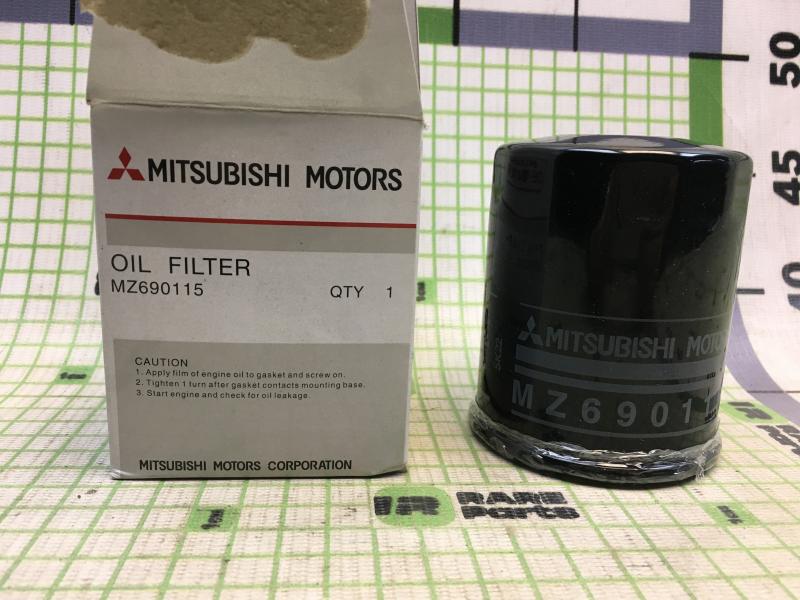 MITSUBISHI MOTORS
OIL FILTER
MZ690115
QTY 1
CAUTION
1. Apply film of engine oil to gasket and screw on.
2. Tighten 1 turn after gasket contacts mounting base.
3. Start engine and check for oil leakage.
MITSUBISHI MOTORS CORPORATION
MITSUBISHI MOTO
MZ69011
50
45
40
RARE
Parts